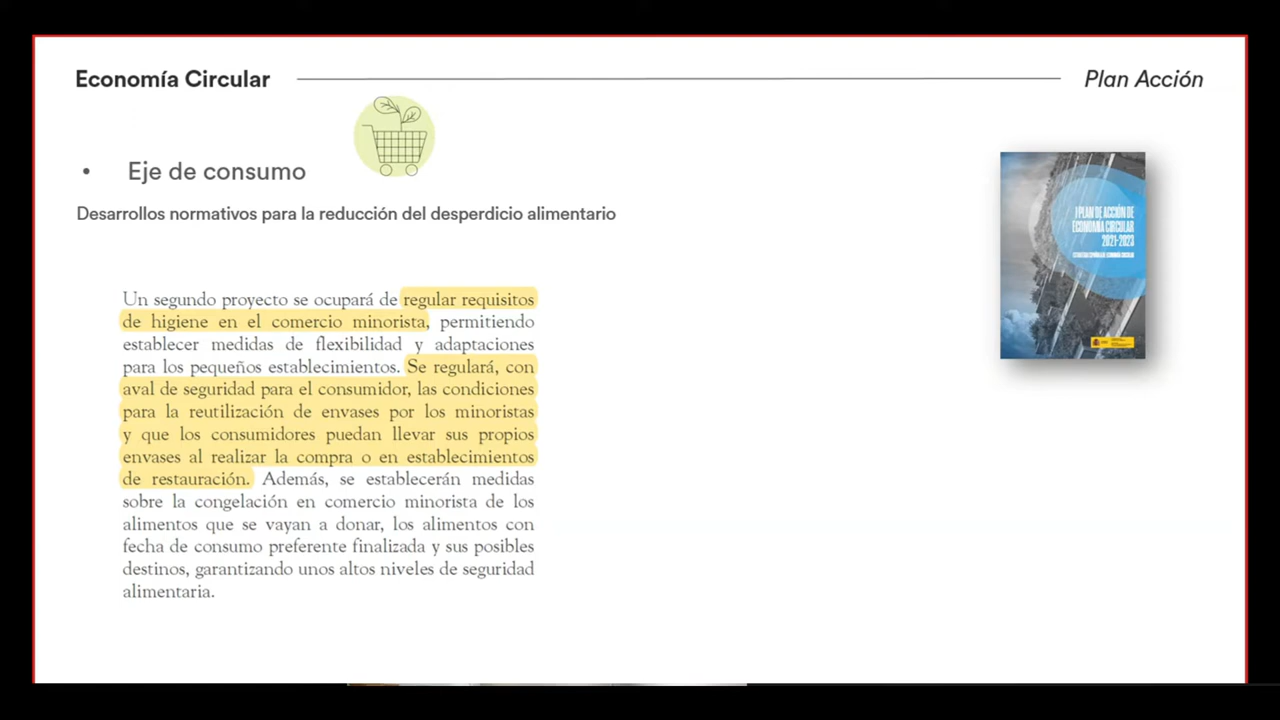 Economía Circular
Plan Acción
• Eje de consumo
Desarrollos normativos para la reducción del desperdicio alimentario
I PLAN DE ACCIÓN DE
ECONOMÍA CIRCULAR
2021-2023
ESTRATEGIA ESPAÑOLA DE ECONOMÍA CIRCULAR
Un segundo proyecto se ocupará de regular requisitos
de higiene en el comercio minorista, permitiendo
establecer medidas de flexibilidad y adaptaciones
para los pequeños establecimientos. Se regulará, con
aval de seguridad para el consumidor, las condiciones
para la reutilización de envases por los minoristas
y que los consumidores puedan llevar sus propios
envases al realizar la compra o en establecimientos
de restauración. Además, se establecerán medidas
sobre la congelación en comercio minorista de los
alimentos que se vayan a donar, los alimentos con
fecha de consumo preferente finalizada y sus posibles
destinos, garantizando unos altos niveles de seguridad
alimentaria.